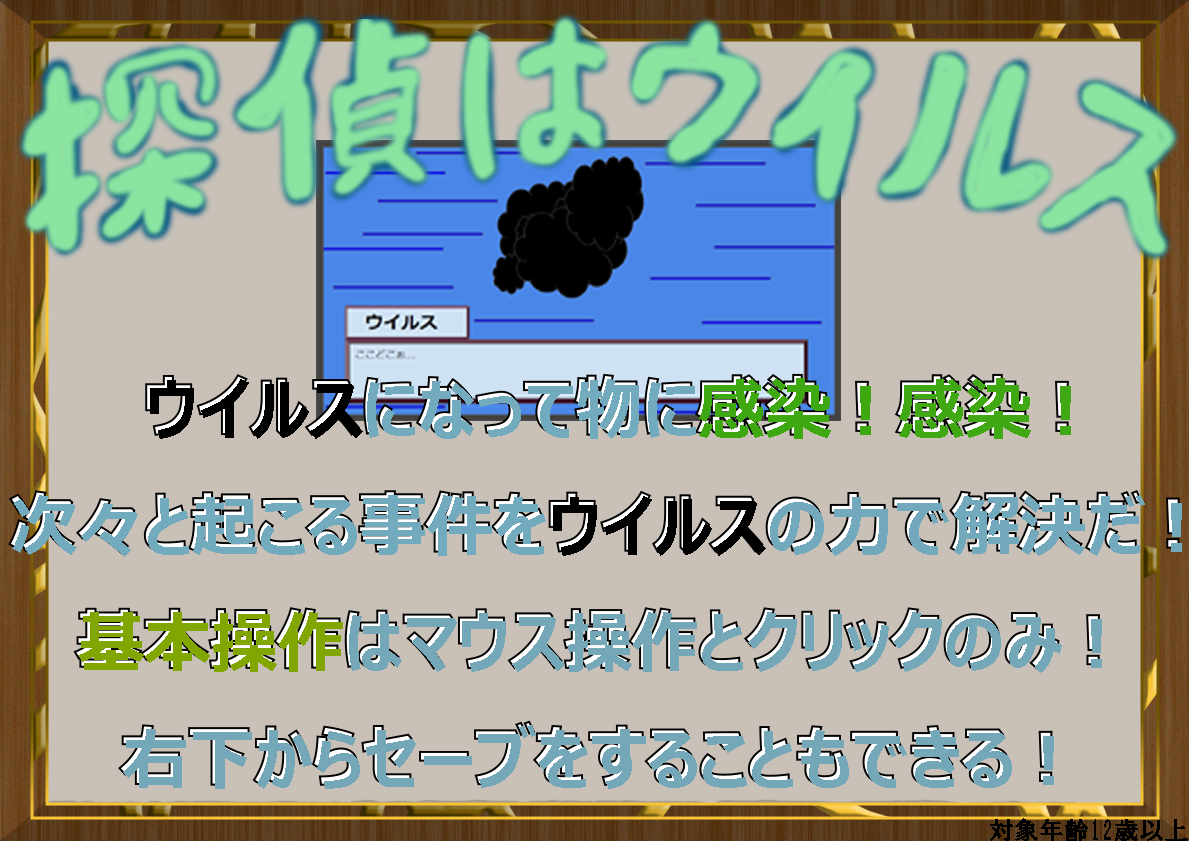 探偵はウイルス
ウイルス
ここどこぉ...
ウイルスになって物に感染！感染！
次々と起こる事件をウイルスの力で解決だ！
基本操作はマウス操作とクリックのみ！
右下からセーブをすることもできる！
対象年齢12歳以上